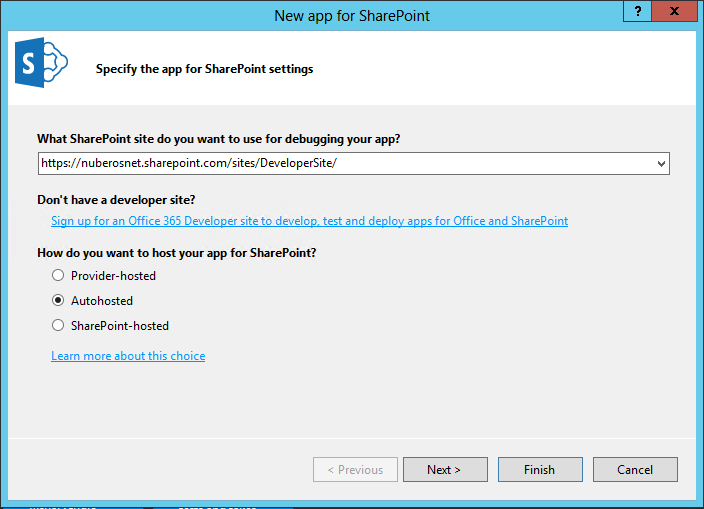 New app for SharePoint
?
x
S
Specify the app for SharePoint settings
What SharePoint site do you want to use for debugging your app?
https://nuberosnet.sharepoint.com/sites/DeveloperSite/
Don't have a developer site?
Sign up for an Office 365 Developer site to develop, test and deploy apps for Office and SharePoint
How do you want to host your app for SharePoint?
Provider-hosted
Autohosted
SharePoint-hosted
Learn more about this choice
< Previous
Next >
Finish
Cancel